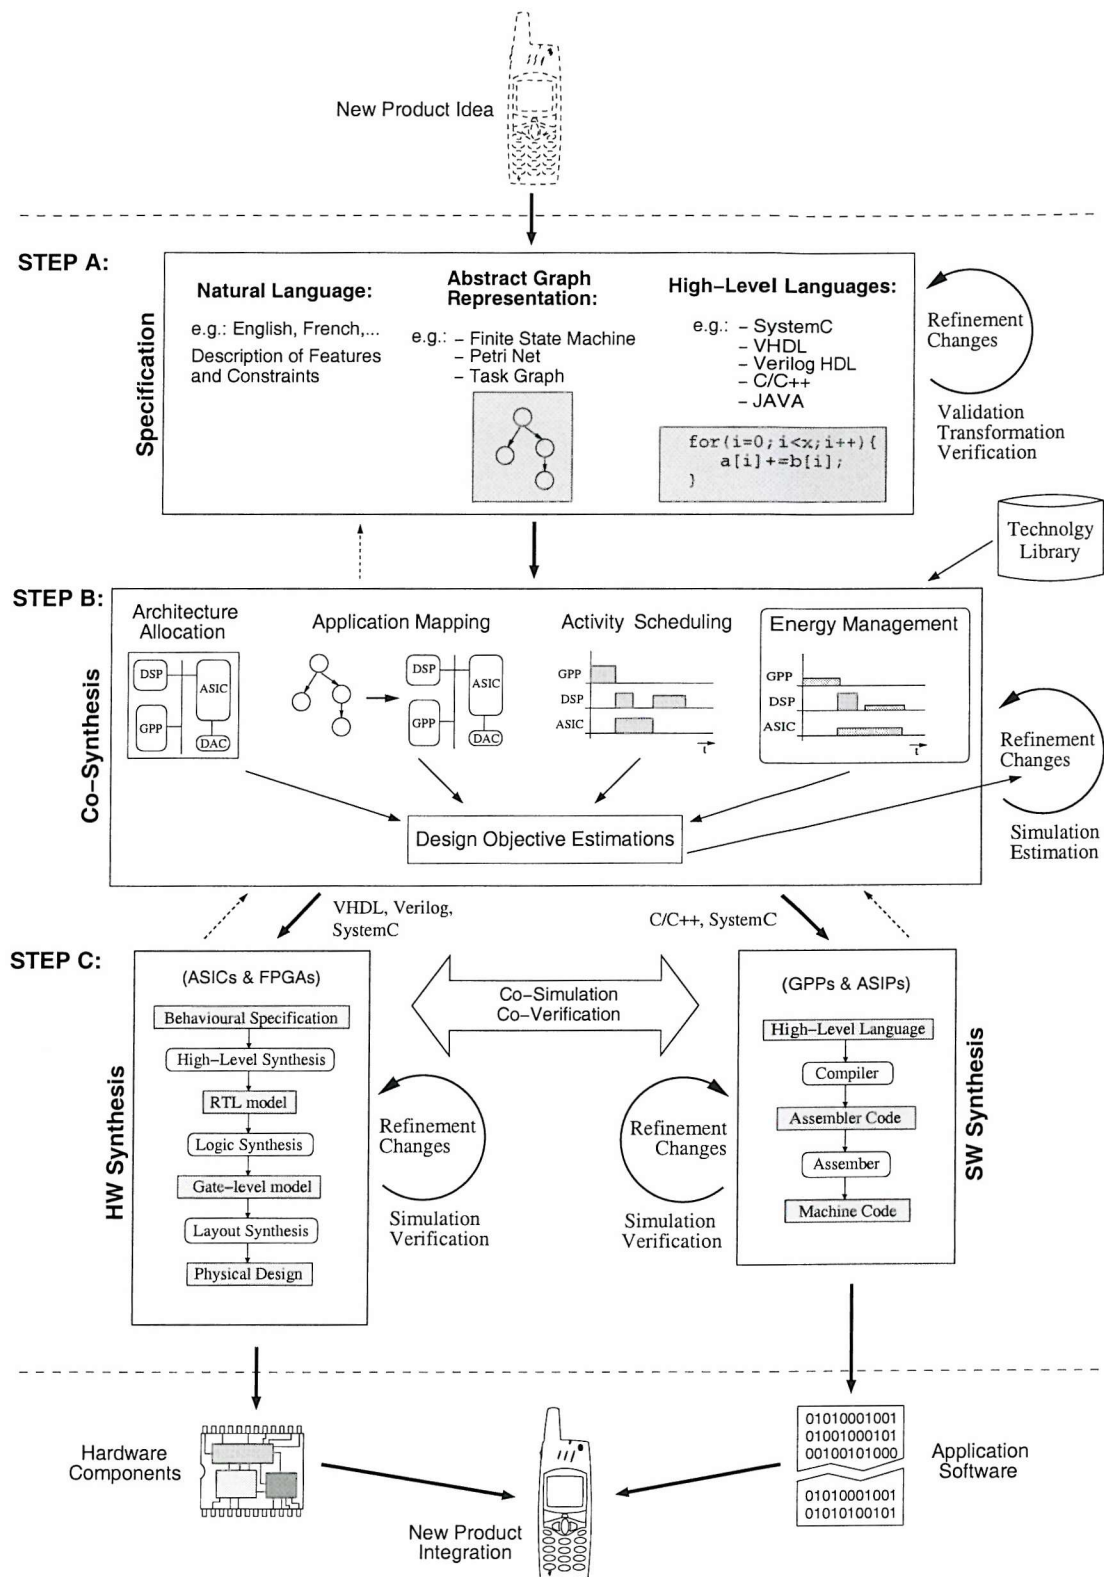 New Product Idea
STEP A:
Specification
Natural Language:
e.g.: English, French,...
Description of Features
and Constraints
Abstract Graph
Representation:
e.g.: – Finite State Machine
– Petri Net
– Task Graph
High–Level Languages:
e.g.: – SystemC
– VHDL
– Verilog HDL
– C/C++
– JAVA
for(i=0;i<x;i++){
a[i]+=b[i];
}
Refinement
Changes
Validation
Transformation
Verification
Technolgy
Library
STEP B:
Co–Synthesis
Architecture
Allocation
DSP
ASIC
GPP
DAC
Application Mapping
DSP
ASIC
GPP
DAC
Activity Scheduling
GPP
DSP
ASIC
t
Energy Management
GPP
DSP
ASIC
t
Design Objective Estimations
Refinement
Changes
Simulation
Estimation
VHDL, Verilog,
SystemC
C/C++, SystemC
STEP C:
HW Synthesis
(ASICs & FPGAs)
Behavioural Specification
High–Level Synthesis
RTL model
Logic Synthesis
Gate–level model
Layout Synthesis
Physical Design
Refinement
Changes
Simulation
Verification
Co–Simulation
Co–Verification
Refinement
Changes
Simulation
Verification
(GPPs & ASIPs)
High–Level Language
Compiler
Assembler Code
Assember
Machine Code
SW Synthesis
Hardware
Components
New Product
Integration
01010001001
01001000101
00100101000
01010001001
01010100101
Application
Software